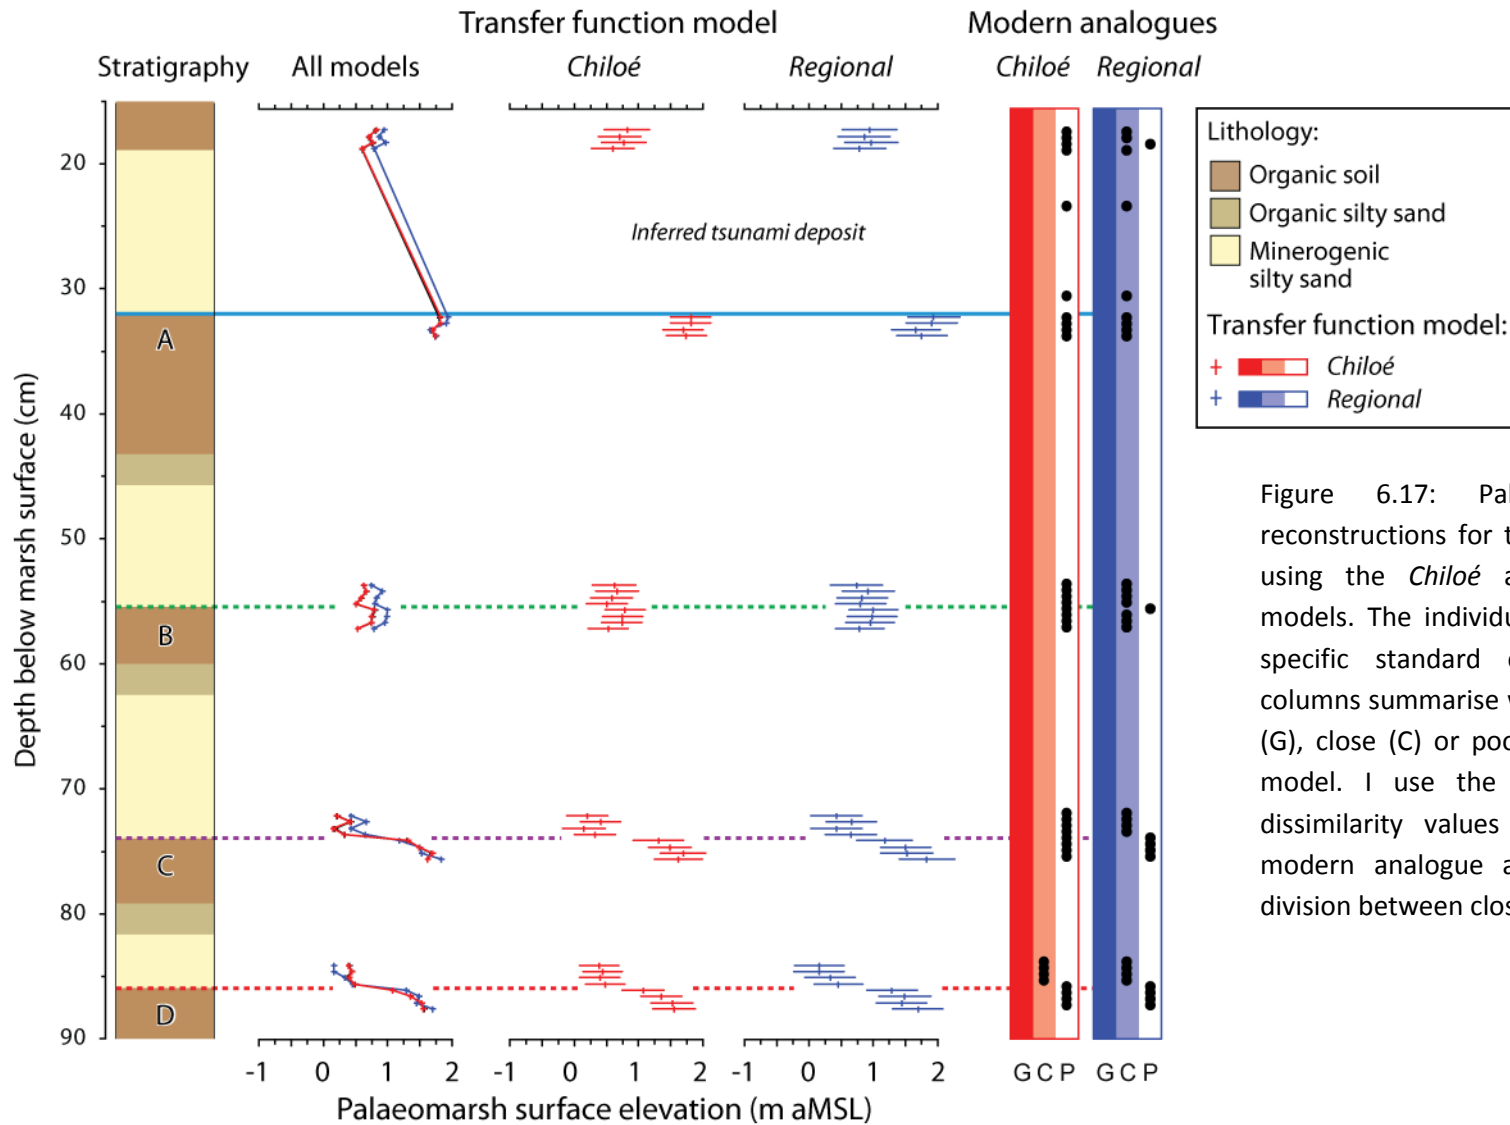 Transfer function model
Modern analogues
Stratigraphy
All models
Chiloé
Regional
Chiloé
Regional
Depth below marsh surface (cm)
20
30
40
50
60
70
80
90
A
B
C
D
Inferred tsunami deposit
-1 0 1 2
-1 0 1 2
-1 0 1 2
G C P
G C P
Palaeomarsh surface elevation (m aMSL)
Lithology:
Organic soil
Organic silty sand
Minerogenic
silty sand
Transfer function model:
Chiloé
Regional
Figure 6.17:
reconstructions for
using the Chiloé
models. The
specific standard
columns summarise
(G), close (C) or
model. I use the
dissimilarity values
modern analogue
division between